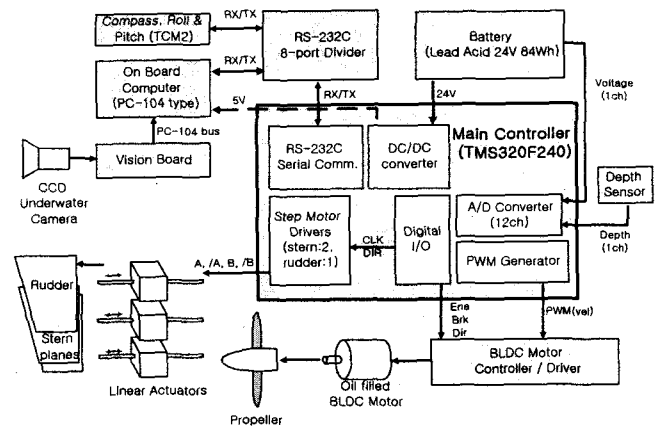 Compass, Roll &
Pitch (TCM2)
RX/TX
RS-232C
8-port Divider
Battery
(Lead Acid 24V 84Wh)
On Board
Computer
(PC-104 type)
RX/TX
RX/TX
5V
24V
Voltage
(1ch)
PC-104 bus
Vision Board
CCD
Underwater
Camera
RS-232C
Serial Comm.
DC/DC
converter
Main Controller
(TMS320F240)
Depth
Sensor
Step Motor
Drivers
(stern:2,
rudder:1)
CLK
DIR
Digital
I/O
A/D Converter
(12ch)
Depth
(1ch)
PWM Generator
A, /A, B, /B
Rudder
Stern
planes
Linear Actuators
Ene
Brk
Dir
PWM(vel)
BLDC Motor
Controller / Driver
Oil filled
BLDC Motor
Propeller